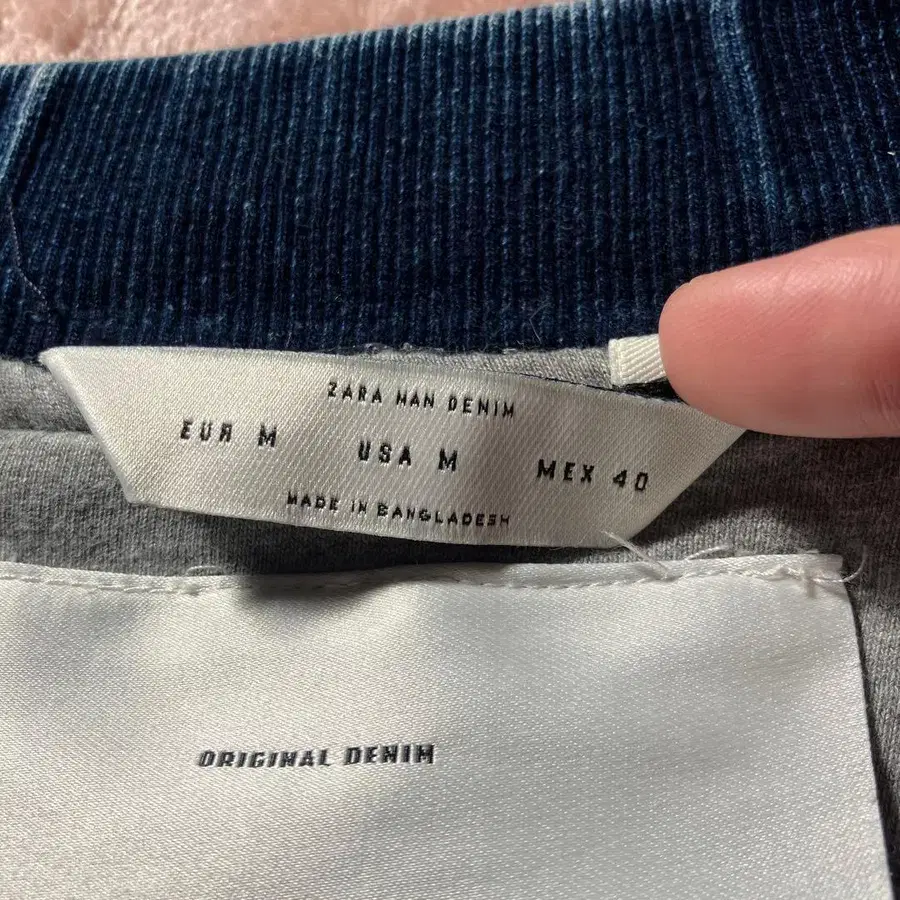 ZARA MAN DENIM
EUR M USA M MEX 40
MADE IN BANGLADESH
ORIGINAL DENIM